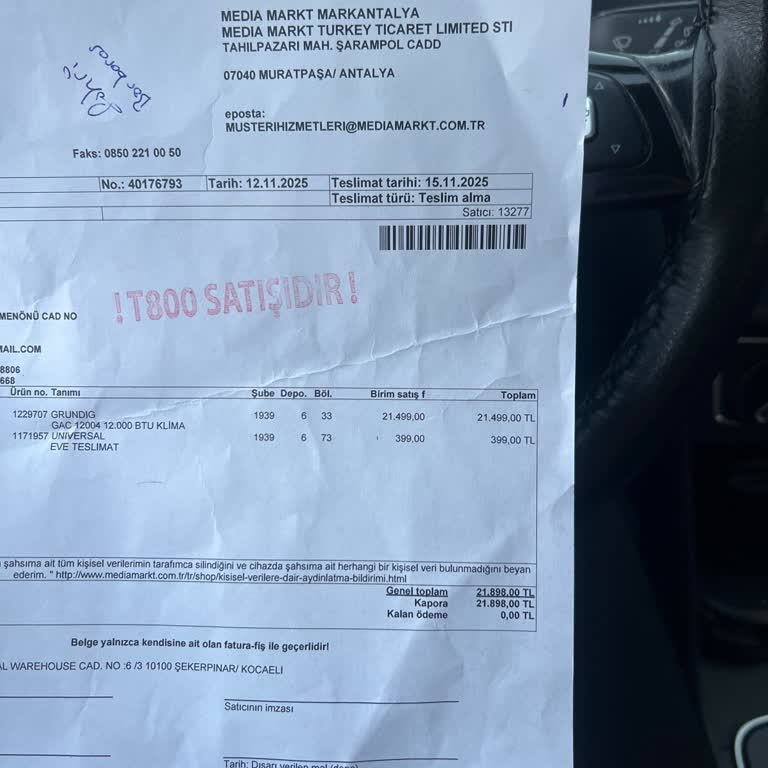 MEDIA MARKT MARKANTALYA
MEDIA MARKT TURKEY TICARET LIMITED STI
TAHILPAZARI MAH. ŞARAMPOL CADD
07040 MURATPAŞA/ ANTALYA
eposta:
MUSTERIHIZMETLERI@MEDIAMARKT.COM.TR
Faks: 0850 221 00 50
No.: 40176793 Tarih: 12.11.2025 Teslimat tarihi: 15.11.2025
Teslimat türü: Teslim alma
Satıcı: 13277
!T800 SATIŞIDIR!
MENÖNÜ CAD NO
MAIL.COM
8806
668
Ürün no. Tanımı Şube Depo. Böl. Birim satış f Toplam
1229707 GRUNDIG 1939 6 33 21.499,00 21.499,00 TL
GAC 12004 12.000 BTU KLİMA
1171957 UNIVERSAL 1939 6 73 399,00 399,00 TL
EVE TESLIMAT
şahsıma ait tüm kişisel verilerimin tarafımca silindiğini ve cihazda şahsıma ait herhangi bir kişisel veri bulunmadığını beyan
ederim. " http://www.mediamarkt.com.tr/tr/shop/kisisel-verilere-dair-aydinlatma-bildirimi.html
Genel toplam 21.898,00 TL
Kapora 21.898,00 TL
Kalan ödeme 0,00 TL
Belge yalnızca kendisine ait olan fatura-fiş ile geçerlidir!
AL WAREHOUSE CAD. NO :6 /3 10100 ŞEKERPINAR/ KOCAELI
Satıcının imzası
Tarih: Dışarı verilen mal (depo)